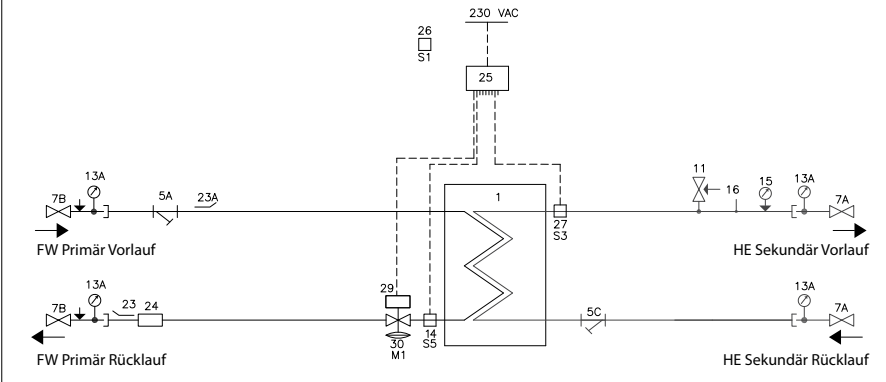 230 VAC
26
S1
25
13A
7B
5A
23A
1
27
S3
11
16
15
13A
7A
FW Primär Vorlauf
HE Sekundär Vorlauf
13A
7B
23
24
29
30
M1
14
S5
5C
13A
7A
FW Primär Rücklauf
HE Sekundär Rücklauf